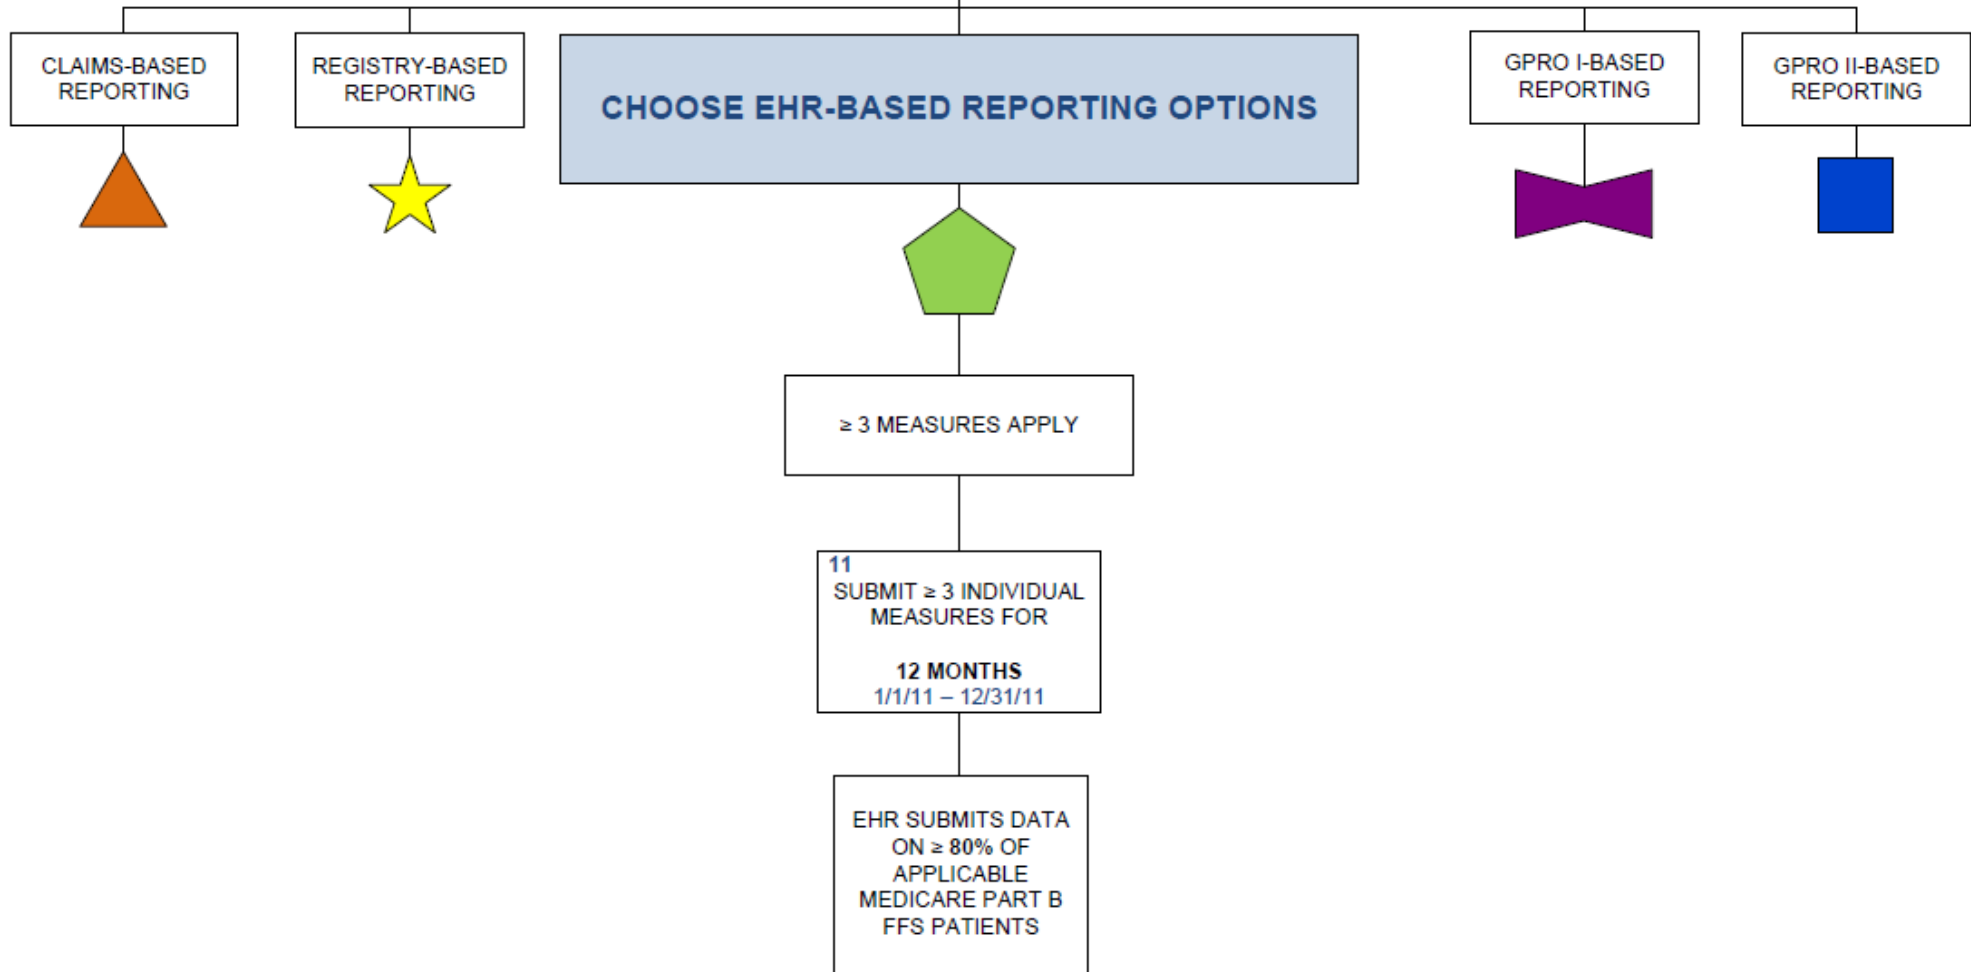 CLAIMS-BASED
REPORTING
REGISTRY-BASED
REPORTING
CHOOSE EHR-BASED REPORTING OPTIONS
GPRO I-BASED
REPORTING
GPRO II-BASED
REPORTING
≥ 3 MEASURES APPLY
11
SUBMIT ≥ 3 INDIVIDUAL
MEASURES FOR
12 MONTHS
1/1/11 – 12/31/11
EHR SUBMITS DATA
ON ≥ 80% OF
APPLICABLE
MEDICARE PART B
FFS PATIENTS